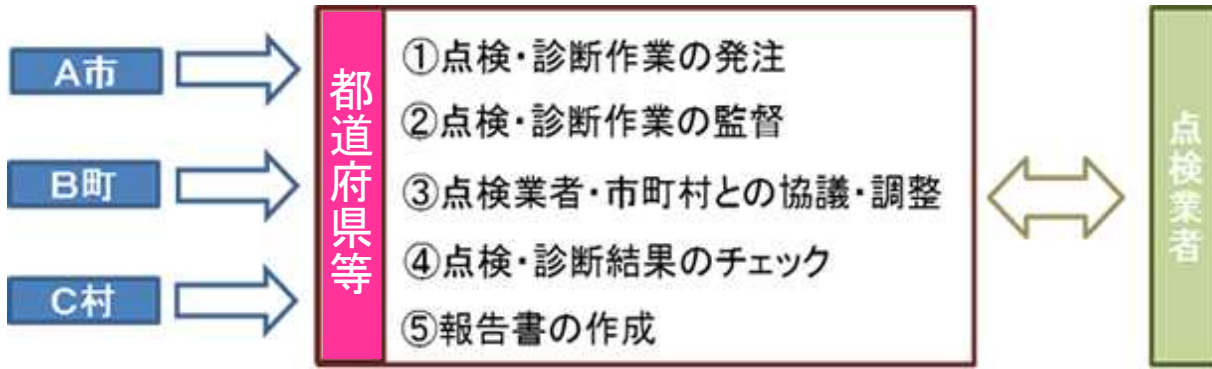 A市
B町
C村
都道府県等
①点検・診断作業の発注
②点検・診断作業の監督
③点検業者・市町村との協議・調整
④点検・診断結果のチェック
⑤報告書の作成
点検業者